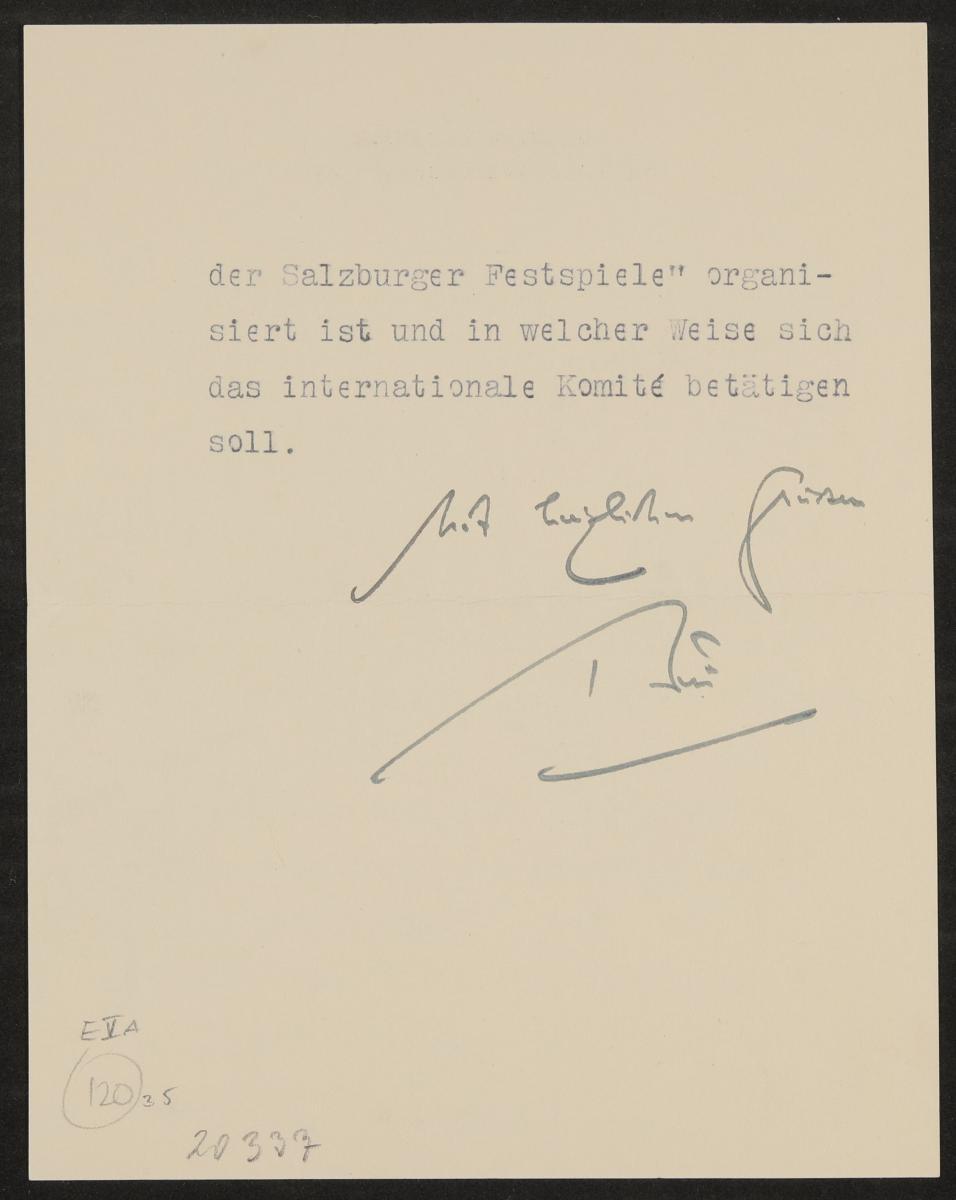 der Salzburger Festspiele" organi-
siert ist und in welcher Weise sich
das internationale Komité betätigen
soll.
Mit herzlichen Grüssen
E V A
120 35
20337